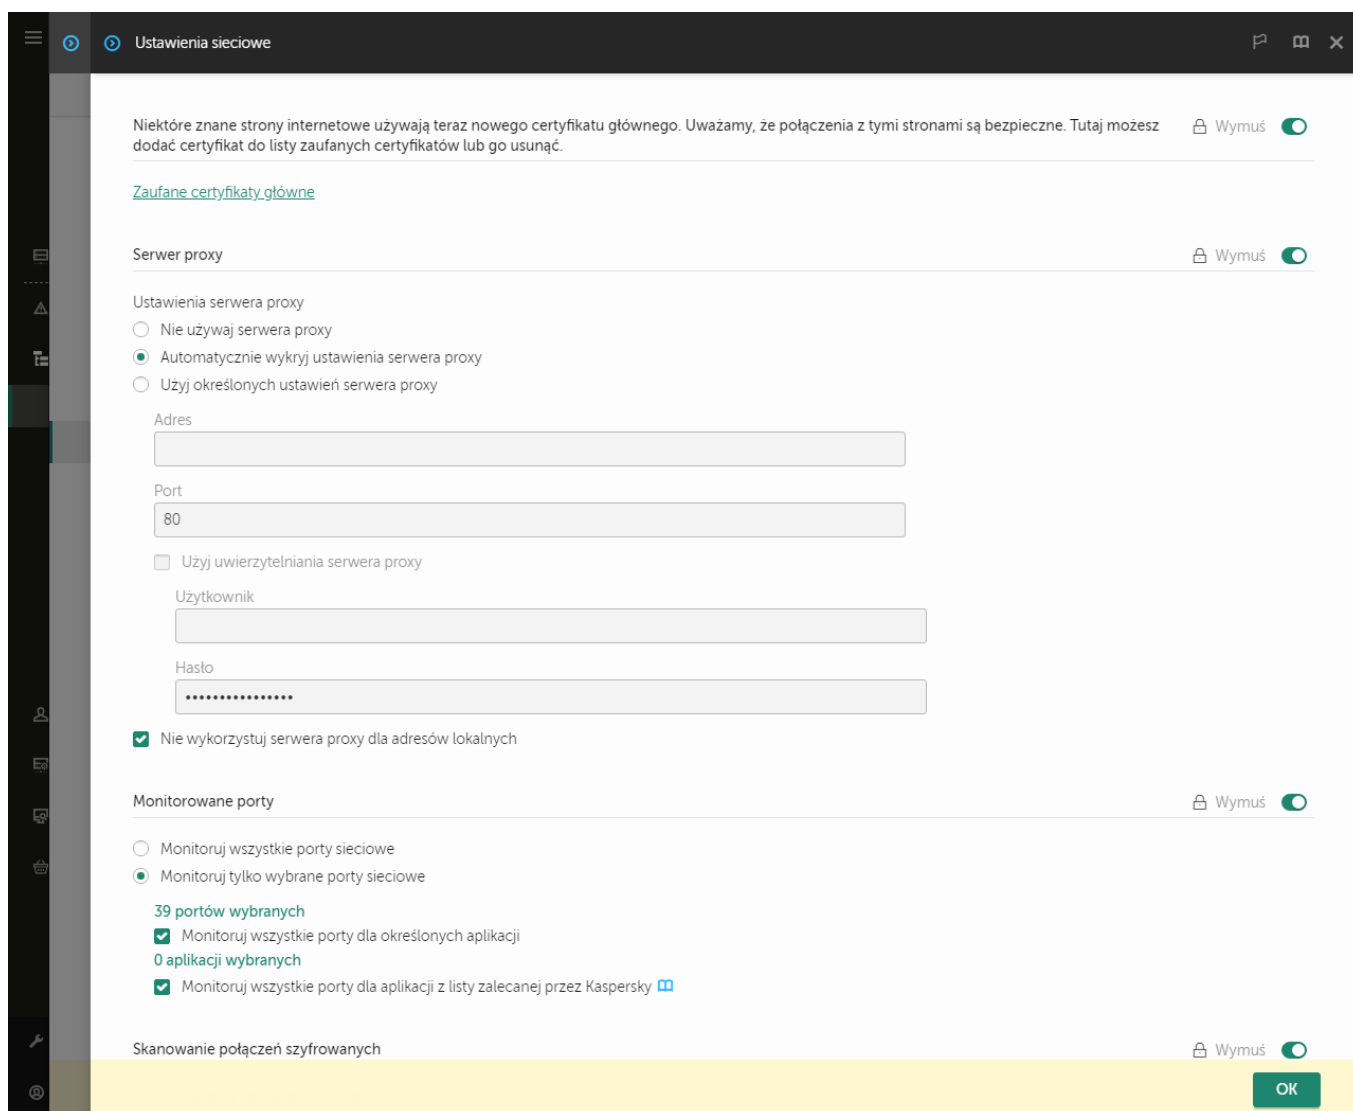 Ustawienia sieciowe
Niektóre znane strony internetowe używają teraz nowego certyfikatu głównego. Uważamy, że połączenia z tymi stronami są bezpieczne. Tutaj możesz
dodać certyfikat do listy zaufanych certyfikatów lub go usunąć.
Wymuś
Zaufane certyfikaty główne
Serwer proxy
Wymuś
Ustawienia serwera proxy
Nie używaj serwera proxy
Automatycznie wykryj ustawienia serwera proxy
Użyj określonych ustawień serwera proxy
Adres
Port
80
Użyj uwierzytelniania serwera proxy
Użytkownik
Hasło
••••••••••••••••
Nie wykorzystuj serwera proxy dla adresów lokalnych
Monitorowane porty
Wymuś
Monitoruj wszystkie porty sieciowe
Monitoruj tylko wybrane porty sieciowe
39 portów wybranych
Monitoruj wszystkie porty dla określonych aplikacji
0 aplikacji wybranych
Monitoruj wszystkie porty dla aplikacji z listy zalecanej przez Kaspersky
Skanowanie połączeń szyfrowanych
Wymuś
OK